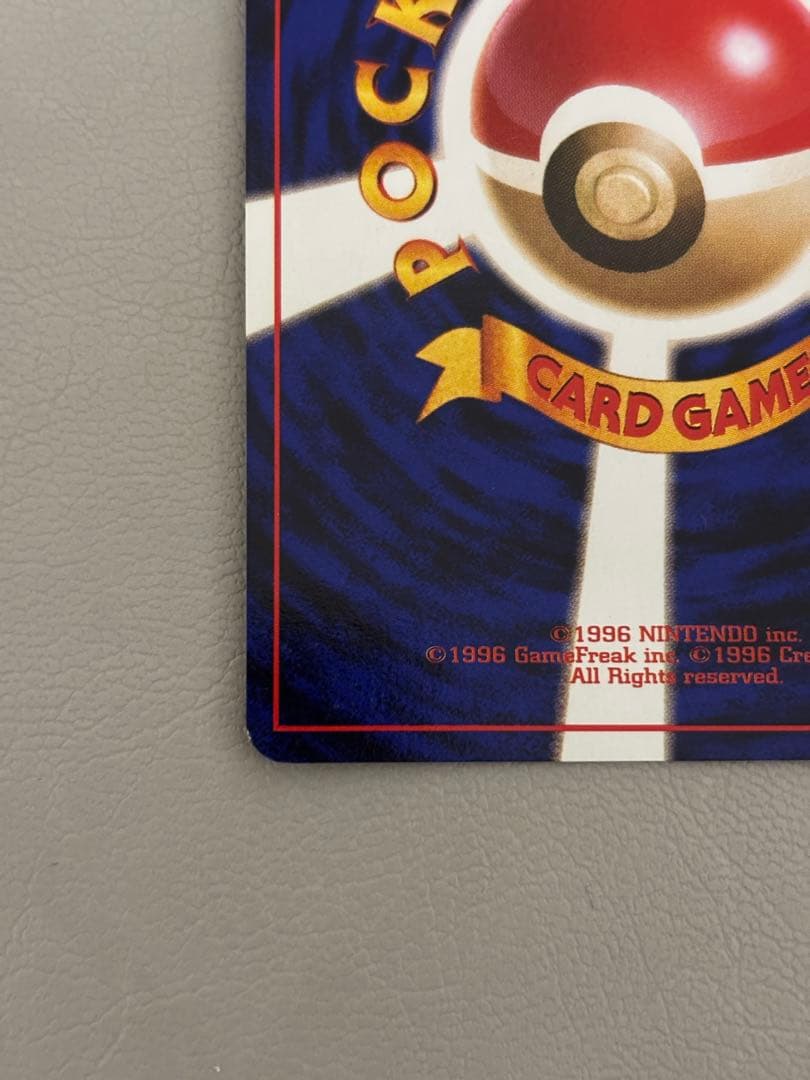 POCK
CARD GAME
©1996 NINTENDO inc.
©1996 GameFreak inc. ©1996 Cre
All Rights reserved.